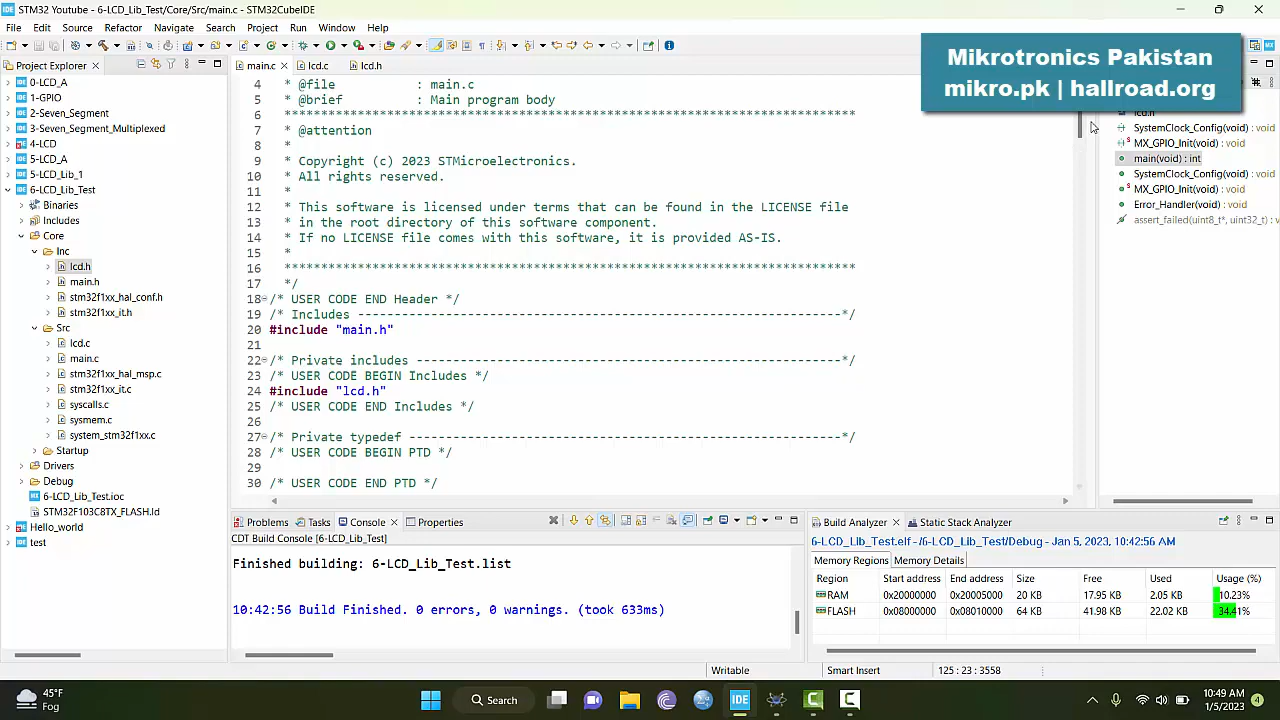 STM32 Youtube - 6-LCD_Lib_Test/Core/Src/main.c - STM32CubeIDE
File Edit Source Refactor Navigate Search Project Run Window Help
Mikrotronics Pakistan
mikro.pk | hallroad.org
Project Explorer
0-LCD_A
1-GPIO
2-Seven_Segment
3-Seven_Segment_Multiplexed
4-LCD
5-LCD_A
5-LCD_Lib_1
6-LCD_Lib_Test
Binaries
Includes
Core
Inc
lcd.h
main.h
stm32f1xx_hal_conf.h
stm32f1xx_it.h
Src
lcd.c
main.c
stm32f1xx_hal_msp.c
stm32f1xx_it.c
syscalls.c
sysmem.c
system_stm32f1xx.c
Startup
Drivers
Debug
6-LCD_Lib_Test.ioc
STM32F103C8TX_FLASH.ld
Hello_world
test
main.c lcd.c lcd.h
4 * @file : main.c
5 * @brief : Main program body
6 ******************************************************************************
7 * @attention
8 *
9 * Copyright (c) 2023 STMicroelectronics.
10 * All rights reserved.
11 *
12 * This software is licensed under terms that can be found in the LICENSE file
13 * in the root directory of this software component.
14 * If no LICENSE file comes with this software, it is provided AS-IS.
15 *
16 ******************************************************************************
17 */
18 /* USER CODE END Header */
19 /* Includes ------------------------------------------------------------------*/
20 #include "main.h"
21
22 /* Private includes ----------------------------------------------------------*/
23 /* USER CODE BEGIN Includes */
24 #include "lcd.h"
25 /* USER CODE END Includes */
26
27 /* Private typedef -----------------------------------------------------------*/
28 /* USER CODE BEGIN PTD */
29
30 /* USER CODE END PTD */
lcd.h
SystemClock_Config(void) : void
MX_GPIO_Init(void) : void
main(void) : int
SystemClock_Config(void) : void
MX_GPIO_Init(void) : void
Error_Handler(void) : void
assert_failed(uint8_t*, uint32_t) : v
Problems Tasks Console Properties
CDT Build Console [6-LCD_Lib_Test]
Finished building: 6-LCD_Lib_Test.list
10:42:56 Build Finished. 0 errors, 0 warnings. (took 633ms)
Build Analyzer Static Stack Analyzer
6-LCD_Lib_Test.elf - /6-LCD_Lib_Test/Debug - Jan 5, 2023, 10:42:56 AM
Memory Regions Memory Details
Region Start address End address Size Free Used Usage (%)
RAM 0x20000000 0x20005000 20 KB 17.95 KB 2.05 KB 10.23%
FLASH 0x08000000 0x08010000 64 KB 41.98 KB 22.02 KB 34.41%
Writable Smart Insert 125 : 23 : 3558
45°F
Fog
Search
IDE
10:49 AM
1/5/2023
4